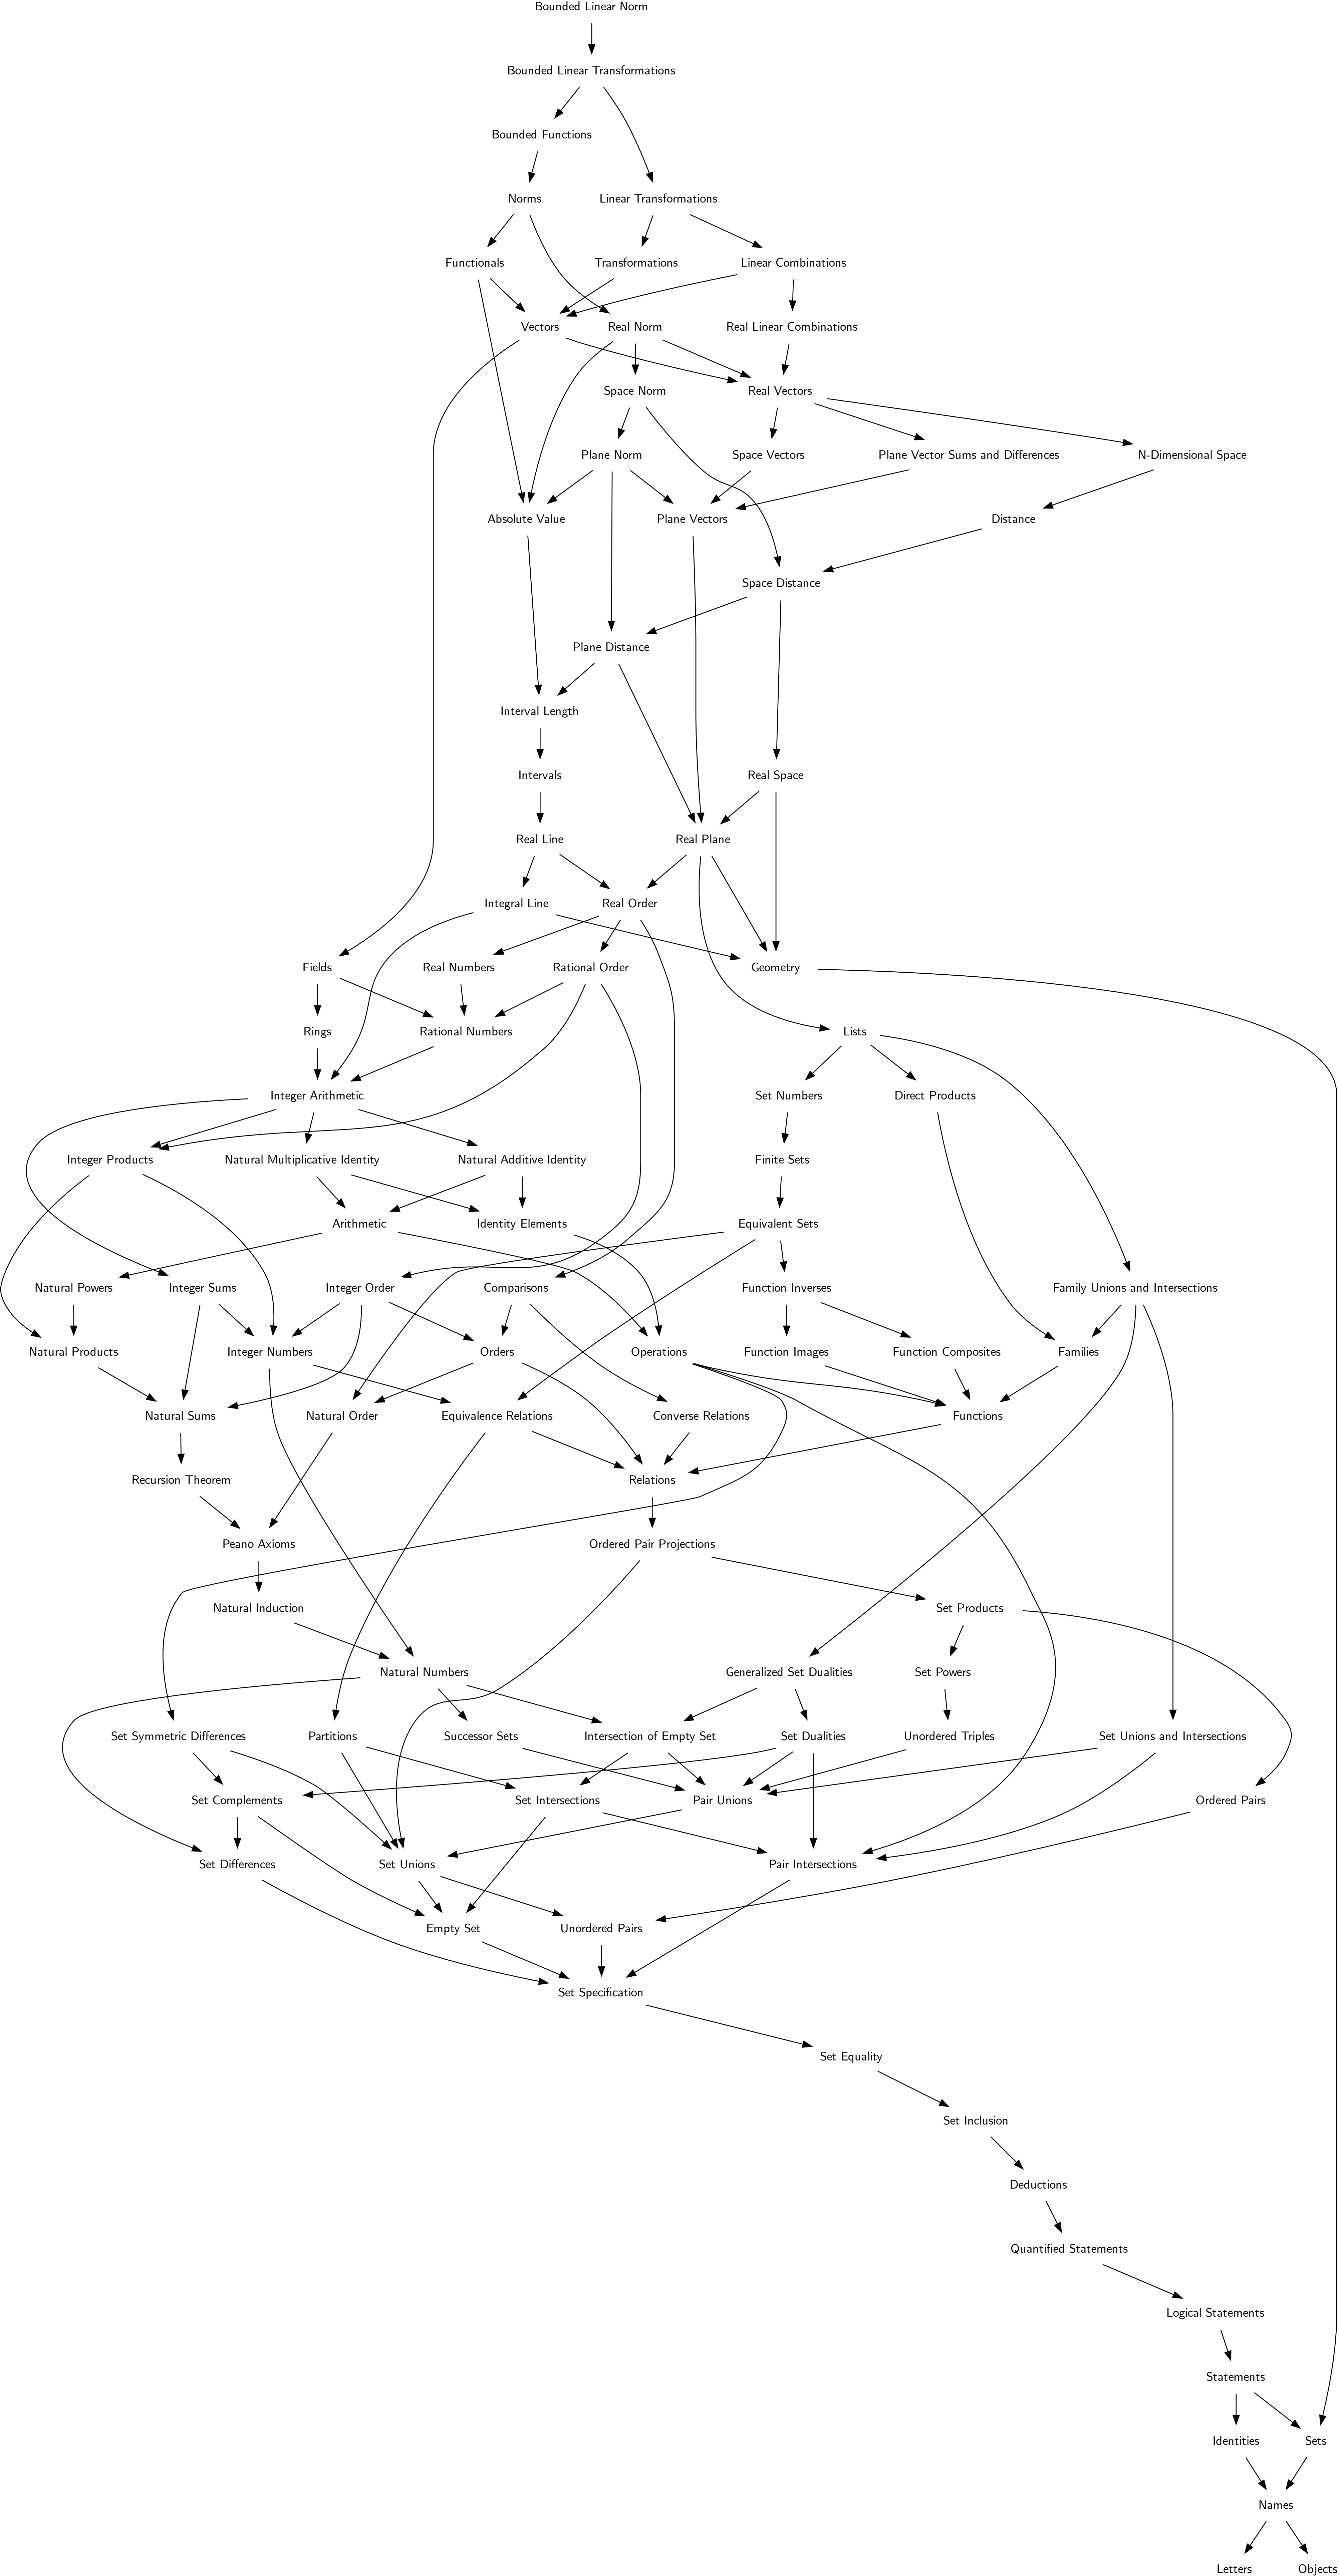 Bounded Linear Norm
Bounded Linear Transformations
Bounded Functions
Norms
Linear Transformations
Functionals
Transformations
Linear Combinations
Vectors
Real Norm
Real Linear Combinations
Space Norm
Real Vectors
Plane Norm
Space Vectors
Plane Vector Sums and Differences
N-Dimensional Space
Absolute Value
Plane Vectors
Distance
Space Distance
Plane Distance
Interval Length
Intervals
Real Space
Real Line
Real Plane
Integral Line
Real Order
Fields
Real Numbers
Rational Order
Geometry
Rings
Rational Numbers
Lists
Integer Arithmetic
Set Numbers
Direct Products
Integer Products
Natural Multiplicative Identity
Natural Additive Identity
Finite Sets
Arithmetic
Identity Elements
Equivalent Sets
Natural Powers
Integer Sums
Integer Order
Comparisons
Function Inverses
Family Unions and Intersections
Natural Products
Integer Numbers
Orders
Operations
Function Images
Function Composites
Families
Natural Sums
Natural Order
Equivalence Relations
Converse Relations
Functions
Recursion Theorem
Relations
Peano Axioms
Ordered Pair Projections
Natural Induction
Set Products
Natural Numbers
Generalized Set Dualities
Set Powers
Set Symmetric Differences
Partitions
Successor Sets
Intersection of Empty Set
Set Dualities
Unordered Triples
Set Unions and Intersections
Set Complements
Set Intersections
Pair Unions
Ordered Pairs
Set Differences
Set Unions
Pair Intersections
Empty Set
Unordered Pairs
Set Specification
Set Equality
Set Inclusion
Deductions
Quantified Statements
Logical Statements
Statements
Identities
Sets
Names
Letters
Objects